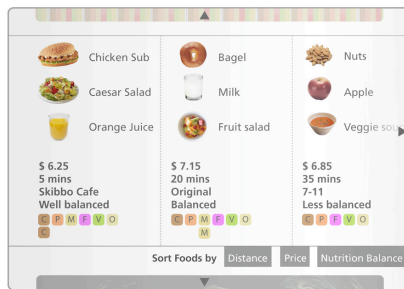 Chicken Sub
Caesar Salad
Orange Juice
$ 6.25
5 mins
Skibbo Cafe
Well balanced
C P M F V O
C
Bagel
Milk
Fruit salad
$ 7.15
20 mins
Original
Balanced
C P M F V O
M
Nuts
Apple
Veggie soup
$ 6.85
35 mins
7-11
Less balanced
C P F V O
Sort Foods by Distance Price Nutrition Balance